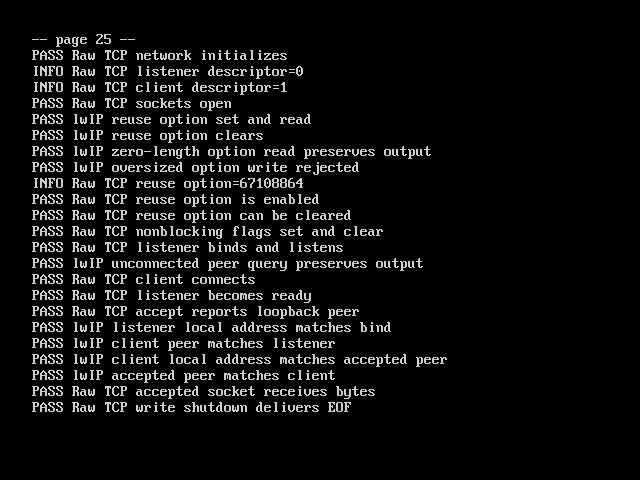 -- page 25 --
PASS Raw TCP network initializes
INFO Raw TCP listener descriptor=0
INFO Raw TCP client descriptor=1
PASS Raw TCP sockets open
PASS lwIP reuse option set and read
PASS lwIP reuse option clears
PASS lwIP zero-length option read preserves output
PASS lwIP oversized option write rejected
INFO Raw TCP reuse option=67108864
PASS Raw TCP reuse option is enabled
PASS Raw TCP reuse option can be cleared
PASS Raw TCP nonblocking flags set and clear
PASS Raw TCP listener binds and listens
PASS lwIP unconnected peer query preserves output
PASS Raw TCP client connects
PASS Raw TCP listener becomes ready
PASS Raw TCP accept reports loopback peer
PASS lwIP listener local address matches bind
PASS lwIP client peer matches listener
PASS lwIP client local address matches accepted peer
PASS lwIP accepted peer matches client
PASS Raw TCP accepted socket receives bytes
PASS Raw TCP write shutdown delivers EOF